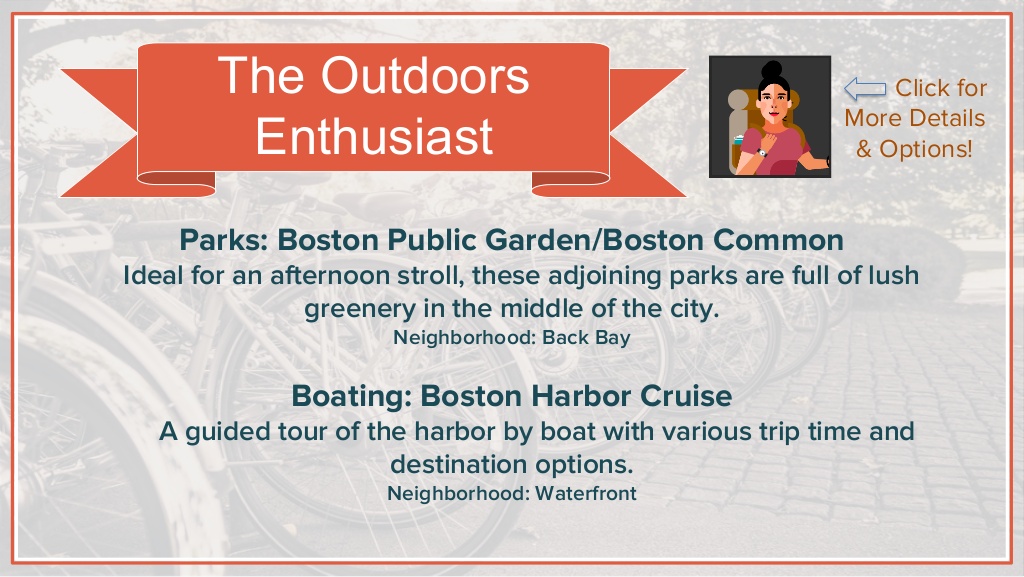 The Outdoors
Enthusiast
Click for
More Details
& Options!
Parks: Boston Public Garden/Boston Common
Ideal for an afternoon stroll, these adjoining parks are full of lush
greenery in the middle of the city.
Neighborhood: Back Bay
Boating: Boston Harbor Cruise
A guided tour of the harbor by boat with various trip time and
destination options.
Neighborhood: Waterfront